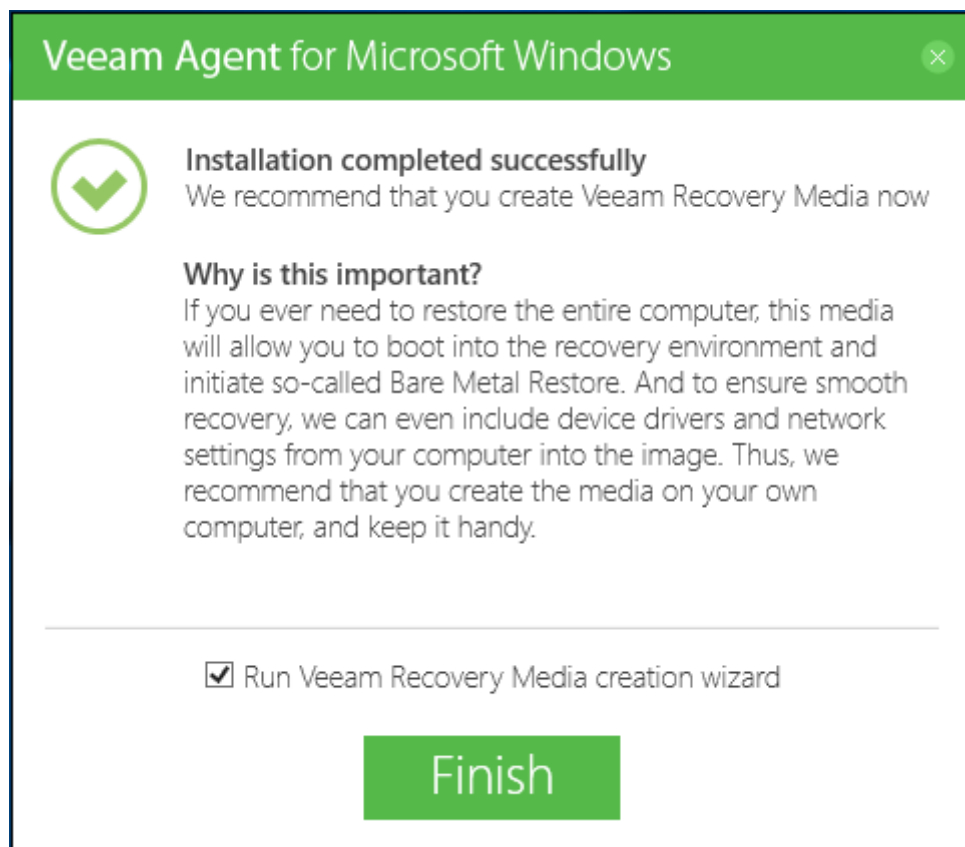 Veeam Agent for Microsoft Windows
Installation completed successfully
We recommend that you create Veeam Recovery Media now
Why is this important?
If you ever need to restore the entire computer, this media
will allow you to boot into the recovery environment and
initiate so-called Bare Metal Restore. And to ensure smooth
recovery, we can even include device drivers and network
settings from your computer into the image. Thus, we
recommend that you create the media on your own
computer, and keep it handy.
Run Veeam Recovery Media creation wizard
Finish